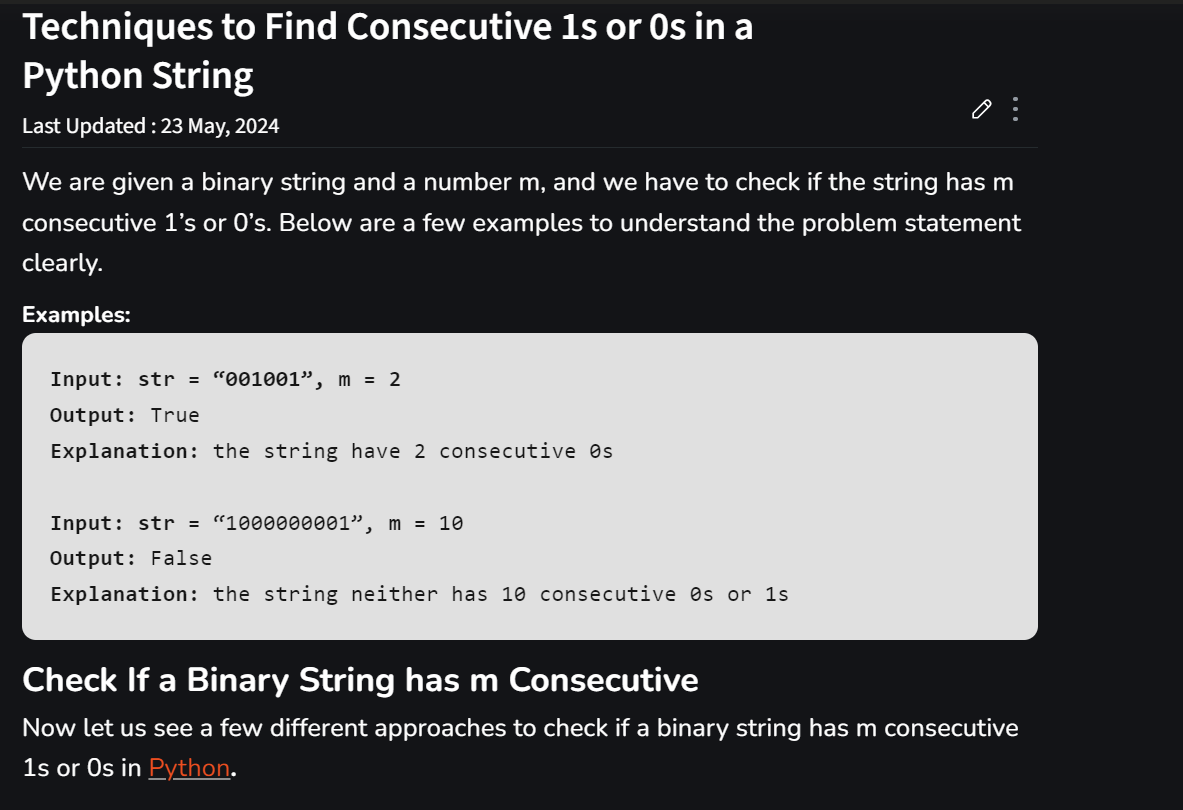 Techniques to Find Consecutive 1s or 0s in a
Python String
Last Updated : 23 May, 2024
We are given a binary string and a number m, and we have to check if the string has m
consecutive 1’s or 0’s. Below are a few examples to understand the problem statement
clearly.
Examples:
Input: str = “001001”, m = 2
Output: True
Explanation: the string have 2 consecutive 0s
Input: str = “1000000001”, m = 10
Output: False
Explanation: the string neither has 10 consecutive 0s or 1s
Check If a Binary String has m Consecutive
Now let us see a few different approaches to check if a binary string has m consecutive
1s or 0s in Python.